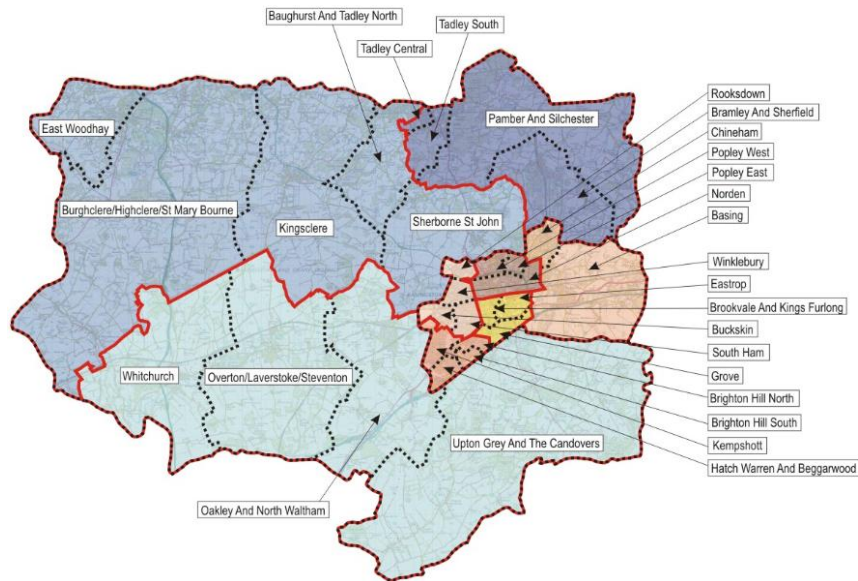 Baughurst And Tadley North
Tadley South
Tadley Central
Rooksdown
Bramley And Sherfield
Chineham
Popley West
Popley East
Norden
Basing
Winklebury
Eastrop
Brookvale And Kings Furlong
Buckskin
South Ham
Grove
Brighton Hill North
Brighton Hill South
Kempshott
Hatch Warren And Beggarwood
Pamber And Silchester
East Woodhay
Burghclere/Highclere/St Mary Bourne
Kingsclere
Sherborne St John
Whitchurch
Overton/Laverstoke/Steventon
Upton Grey And The Candovers
Oakley And North Waltham